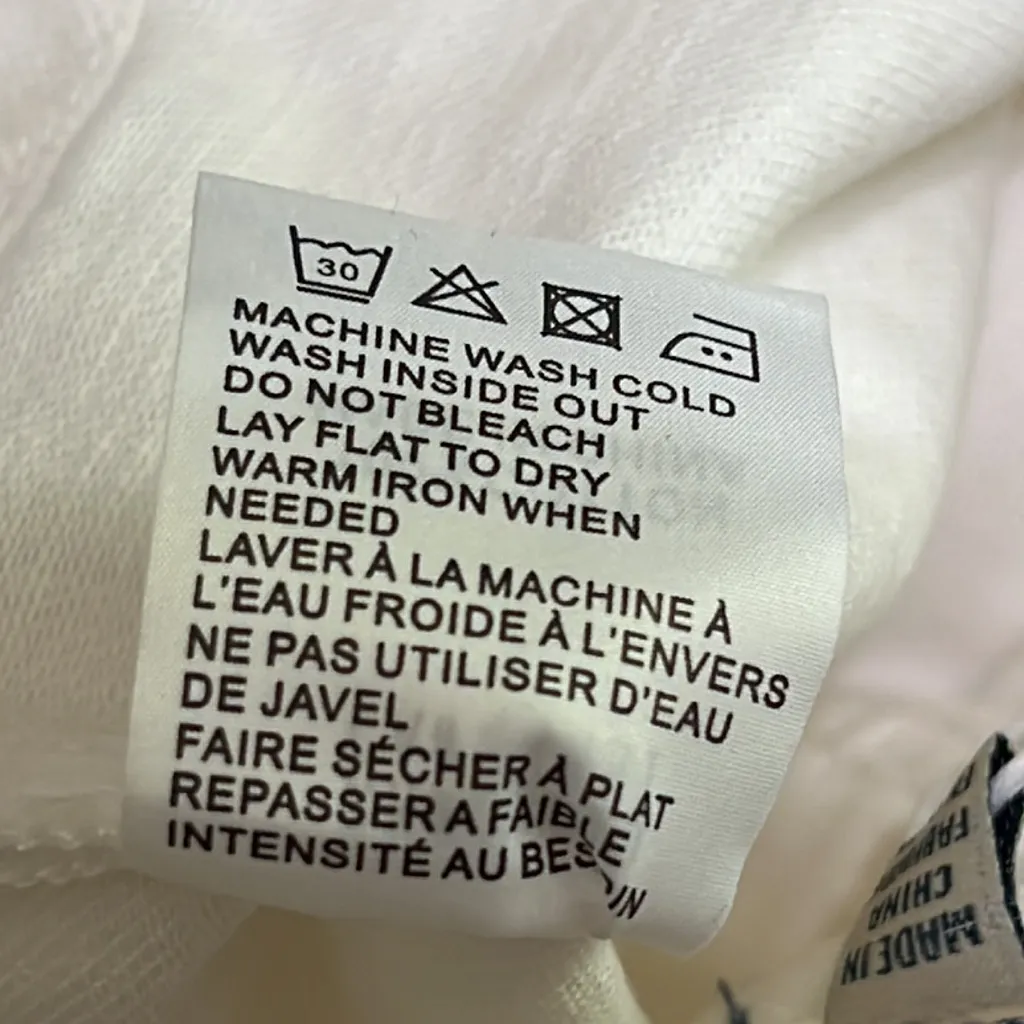 30
MACHINE WASH COLD
WASH INSIDE OUT
DO NOT BLEACH
LAY FLAT TO DRY
WARM IRON WHEN
NEEDED
LAVER À LA MACHINE À
L'EAU FROIDE À L'ENVERS
NE PAS UTILISER D'EAU
DE JAVEL
FAIRE SÉCHER À PLAT
REPASSER A FAIBLE
INTENSITÉ AU BESOIN
MADE IN
CHINA